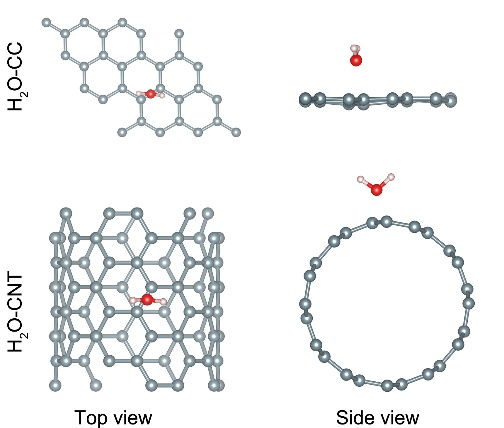 H₂O-CC
H₂O-CNT
Top view
Side view